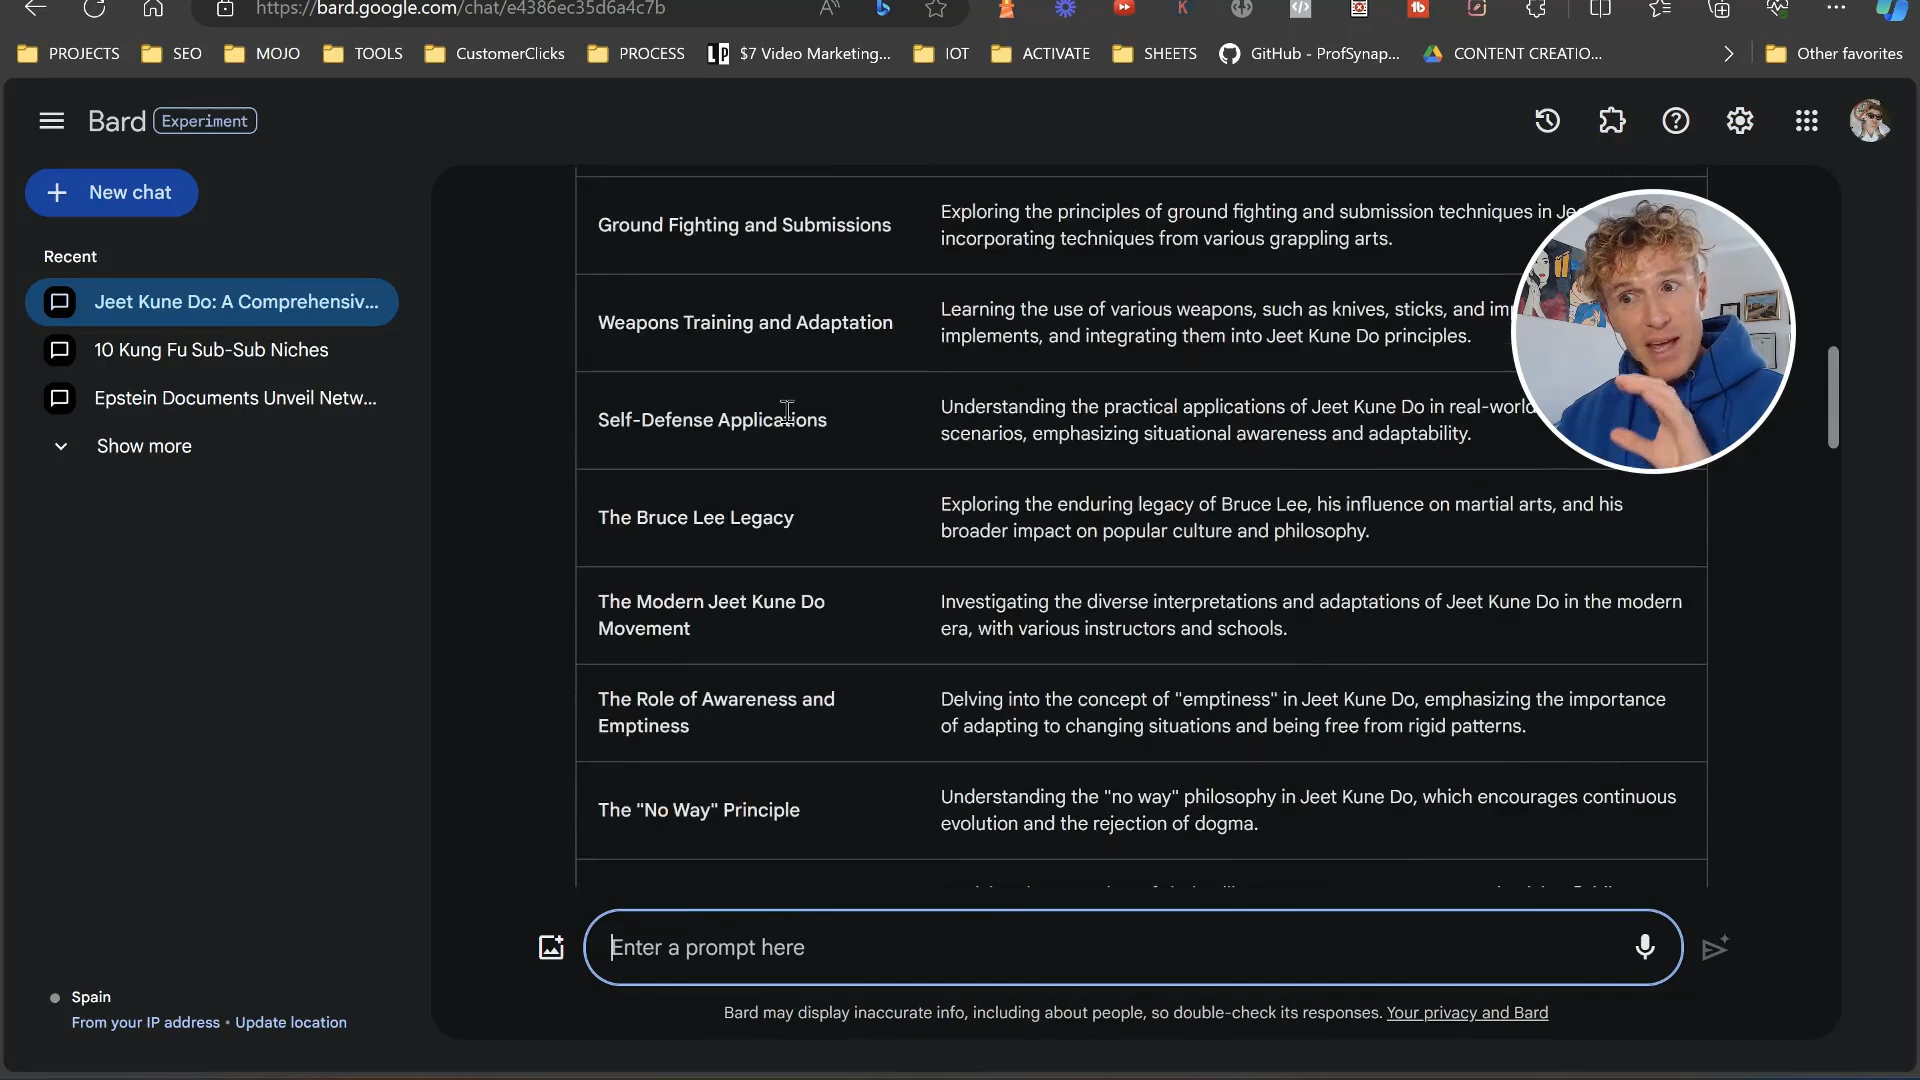 https://bard.google.com/chat/e4386ec35d6a4c7b
PROJECTS
SEO
MOJO
TOOLS
CustomerClicks
PROCESS
$7 Video Marketing...
IOT
ACTIVATE
SHEETS
GitHub - ProfSynap...
CONTENT CREATIO...
Other favorites
Bard Experiment
New chat
Recent
Jeet Kune Do: A Comprehensiv...
10 Kung Fu Sub-Sub Niches
Epstein Documents Unveil Netw...
Show more
Ground Fighting and Submissions
Exploring the principles of ground fighting and submission techniques in
incorporating techniques from various grappling arts.
Weapons Training and Adaptation
Learning the use of various weapons, such as knives, sticks, and
implements, and integrating them into Jeet Kune Do principles.
Self-Defense Applications
Understanding the practical applications of Jeet Kune Do in real-world
scenarios, emphasizing situational awareness and adaptability.
The Bruce Lee Legacy
Exploring the enduring legacy of Bruce Lee, his influence on martial arts, and his
broader impact on popular culture and philosophy.
The Modern Jeet Kune Do
Movement
Investigating the diverse interpretations and adaptations of Jeet Kune Do in the modern
era, with various instructors and schools.
The Role of Awareness and
Emptiness
Delving into the concept of "emptiness" in Jeet Kune Do, emphasizing the importance
of adapting to changing situations and being free from rigid patterns.
The "No Way" Principle
Understanding the "no way" philosophy in Jeet Kune Do, which encourages continuous
evolution and the rejection of dogma.
Enter a prompt here
Spain
From your IP address • Update location
Bard may display inaccurate info, including about people, so double-check its responses. Your privacy and Bard